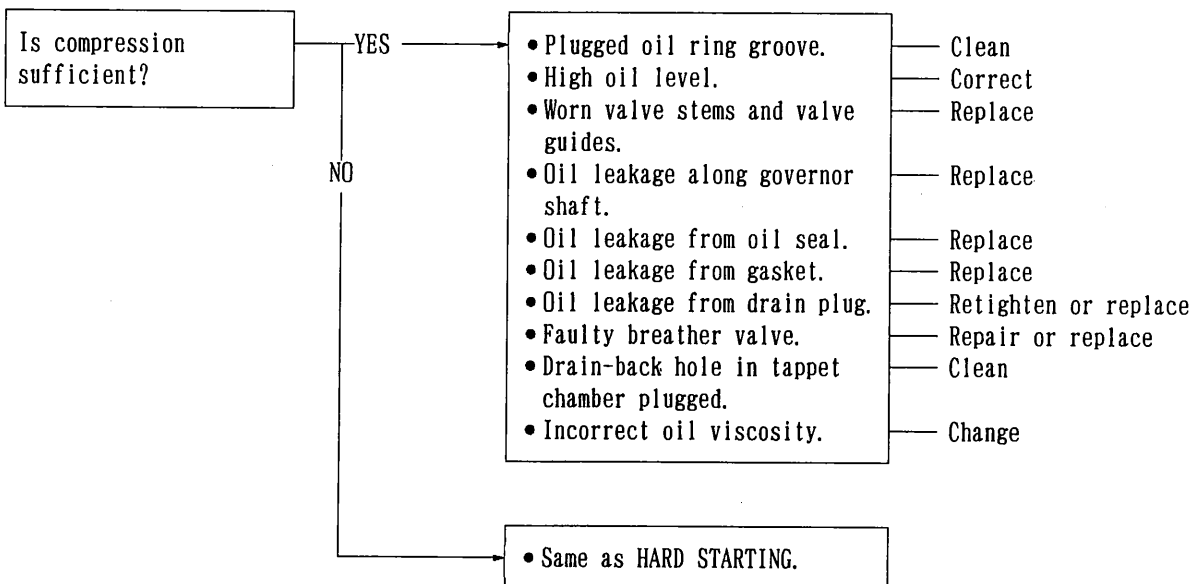 Is compression
sufficient?
YES
NO
• Plugged oil ring groove. Clean
• High oil level. Correct
• Worn valve stems and valve Replace
guides.
• Oil leakage along governor Replace
shaft.
• Oil leakage from oil seal. Replace
• Oil leakage from gasket. Replace
• Oil leakage from drain plug. Retighten or replace
• Faulty breather valve. Repair or replace
• Drain-back hole in tappet Clean
chamber plugged.
• Incorrect oil viscosity. Change
• Same as HARD STARTING.